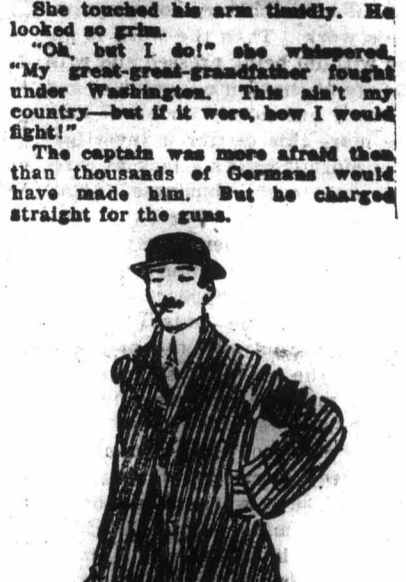 She touched his arm timidly. He
looked so grim.
"Oh, but I do!" she whispered.
"My great-great-grandfather fought
under Washington. This ain't my
country—but if it were, how I would
fight!"
The captain was more afraid then
than thousands of Germans would
have made him. But he charged
straight for the guns.